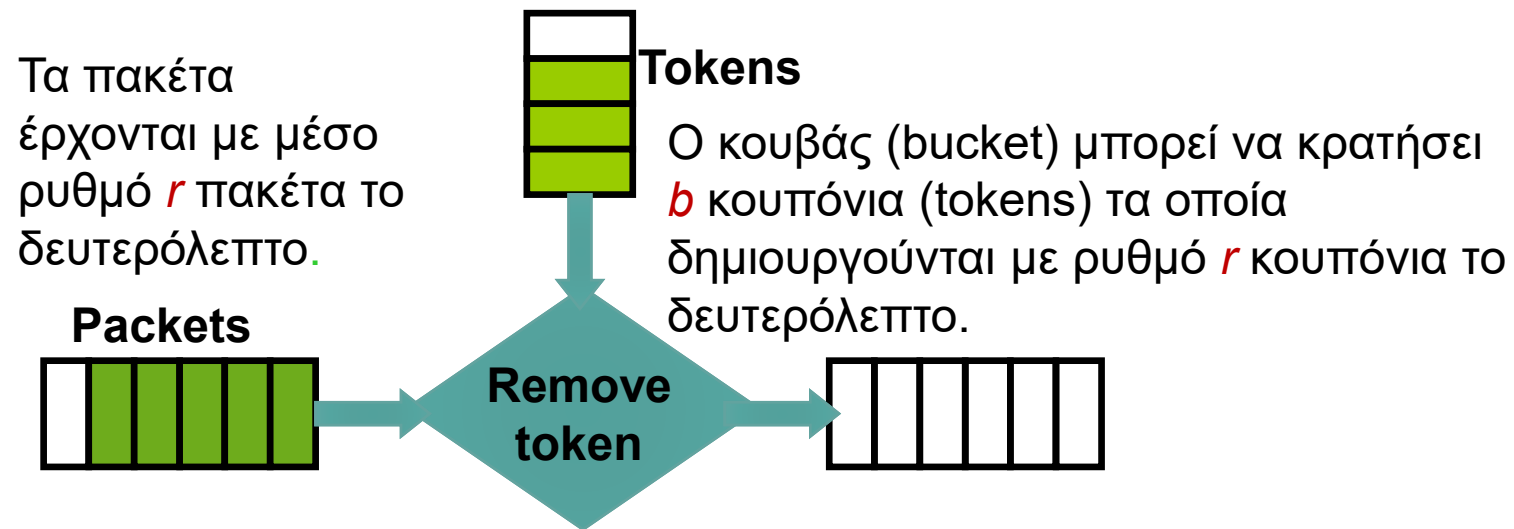 Τα πακέτα
έρχονται με μέσο
ρυθμό r πακέτα το
δευτερόλεπτο.
Tokens
Ο κουβάς (bucket) μπορεί να κρατήσει
b κουπόνια (tokens) τα οποία
δημιουργούνται με ρυθμό r κουπόνια το
δευτερόλεπτο.
Packets
Remove
token